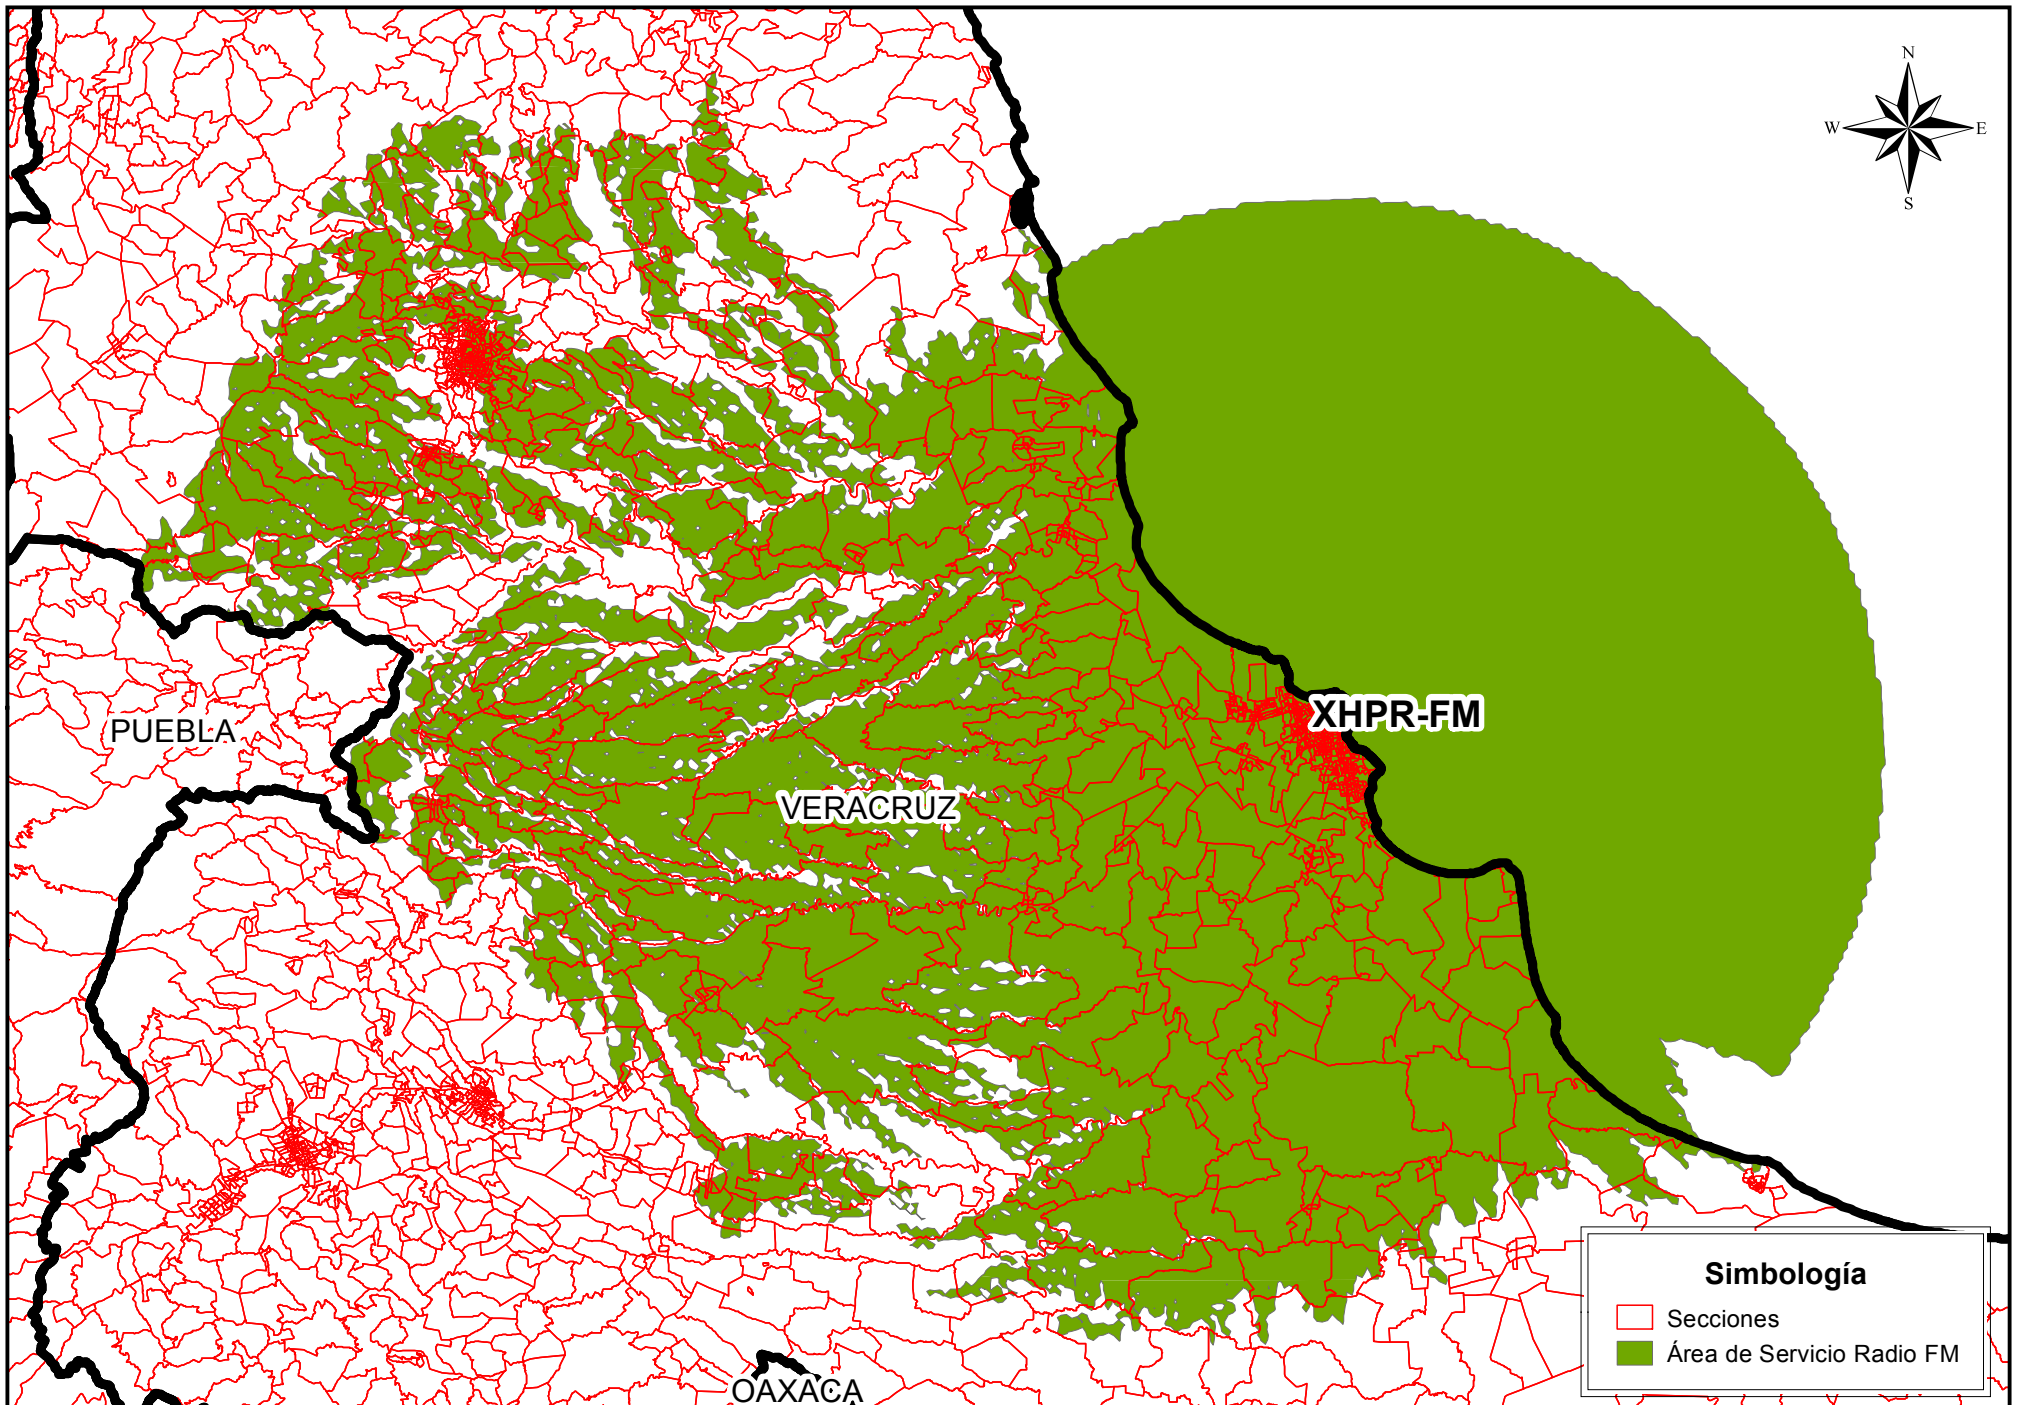 N
W E
S
XHPR-FM
PUEBLA
VERACRUZ
OAXACA
Simbología
Secciones
Área de Servicio Radio FM